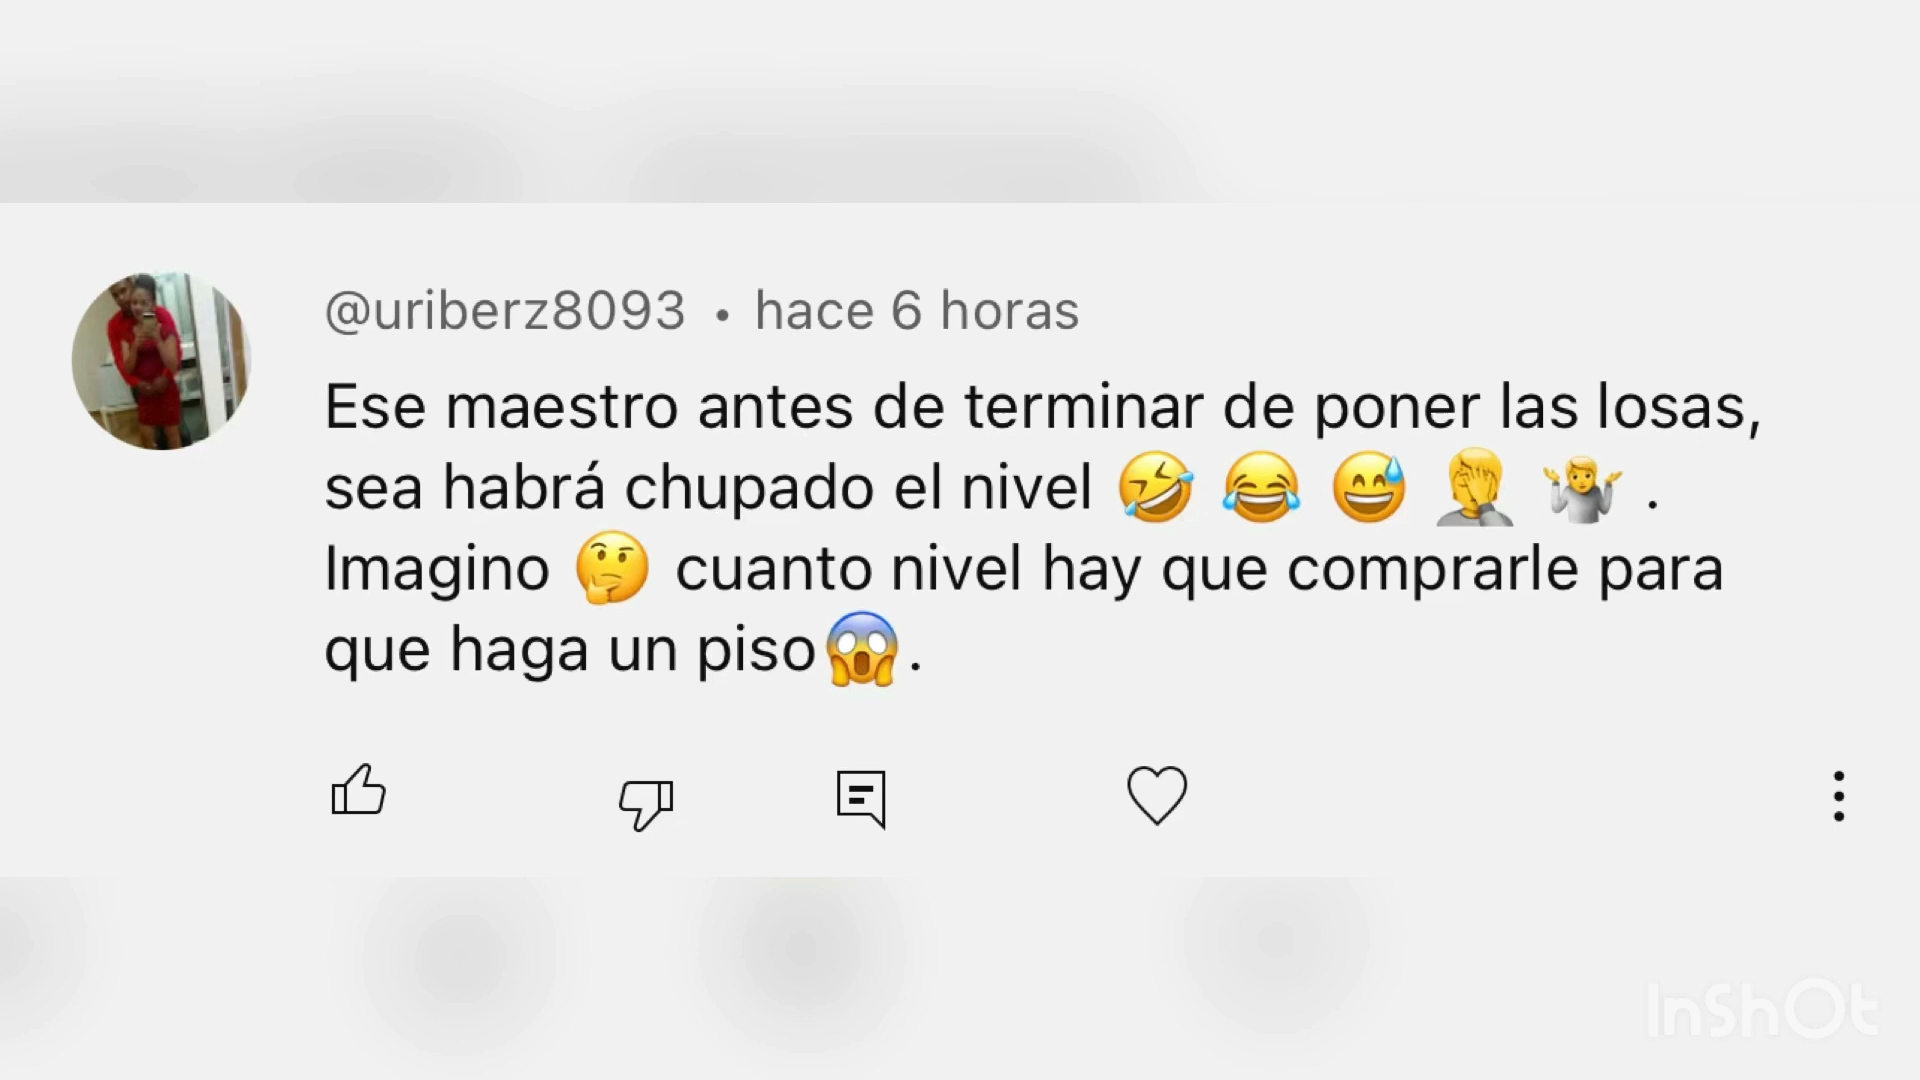 @uriberz8093 • hace 6 horas
Ese maestro antes de terminar de poner las losas,
sea habrá chupado el nivel 🤣 😂 😅 🤦 🤷 .
Imagino 🤔 cuanto nivel hay que comprarle para
que haga un piso😱.
InShOt